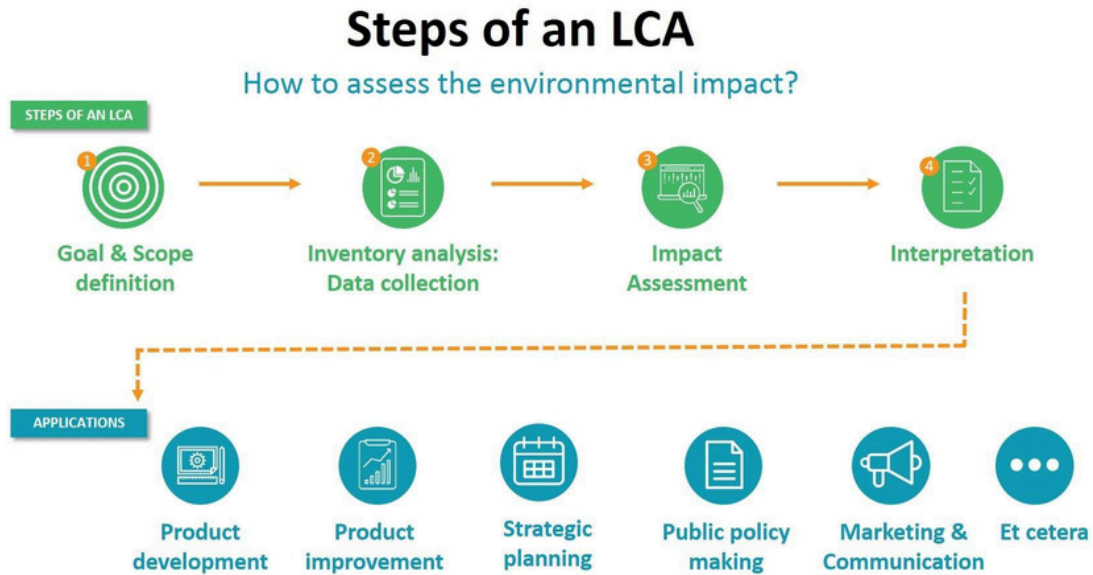 Steps of an LCA
How to assess the environmental impact?
STEPS OF AN LCA
1
2
3
4
Goal & Scope
definition
Inventory analysis:
Data collection
Impact
Assessment
Interpretation
APPLICATIONS
Product
development
Product
improvement
Strategic
planning
Public policy
making
Marketing &
Communication
Et cetera